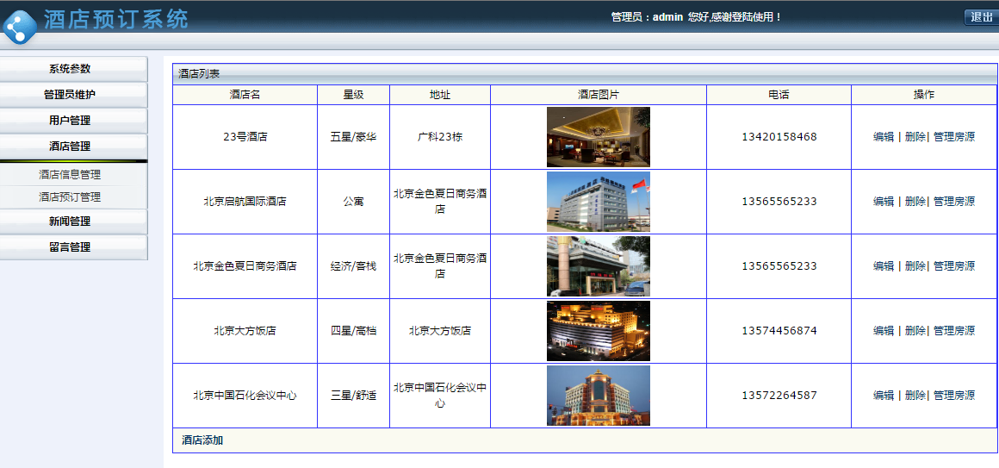 酒店预订系统
管理员：admin 您好,感谢登陆使用！
退出
系统参数
管理员维护
用户管理
酒店管理
酒店信息管理
酒店预订管理
新闻管理
留言管理
酒店列表
酒店名 星级 地址 酒店图片 电话 操作
23号酒店 五星/豪华 广科23栋 13420158468 编辑 | 删除| 管理房源
北京启航国际酒店 公寓 北京金色夏日商务酒
店 13565565233 编辑 | 删除| 管理房源
北京金色夏日商务酒店 经济/客栈 北京金色夏日商务酒
店 13565565233 编辑 | 删除| 管理房源
北京大方饭店 四星/高档 北京大方饭店 13574456874 编辑 | 删除| 管理房源
北京中国石化会议中心 三星/舒适 北京中国石化会议中
心 13572264587 编辑 | 删除| 管理房源
酒店添加